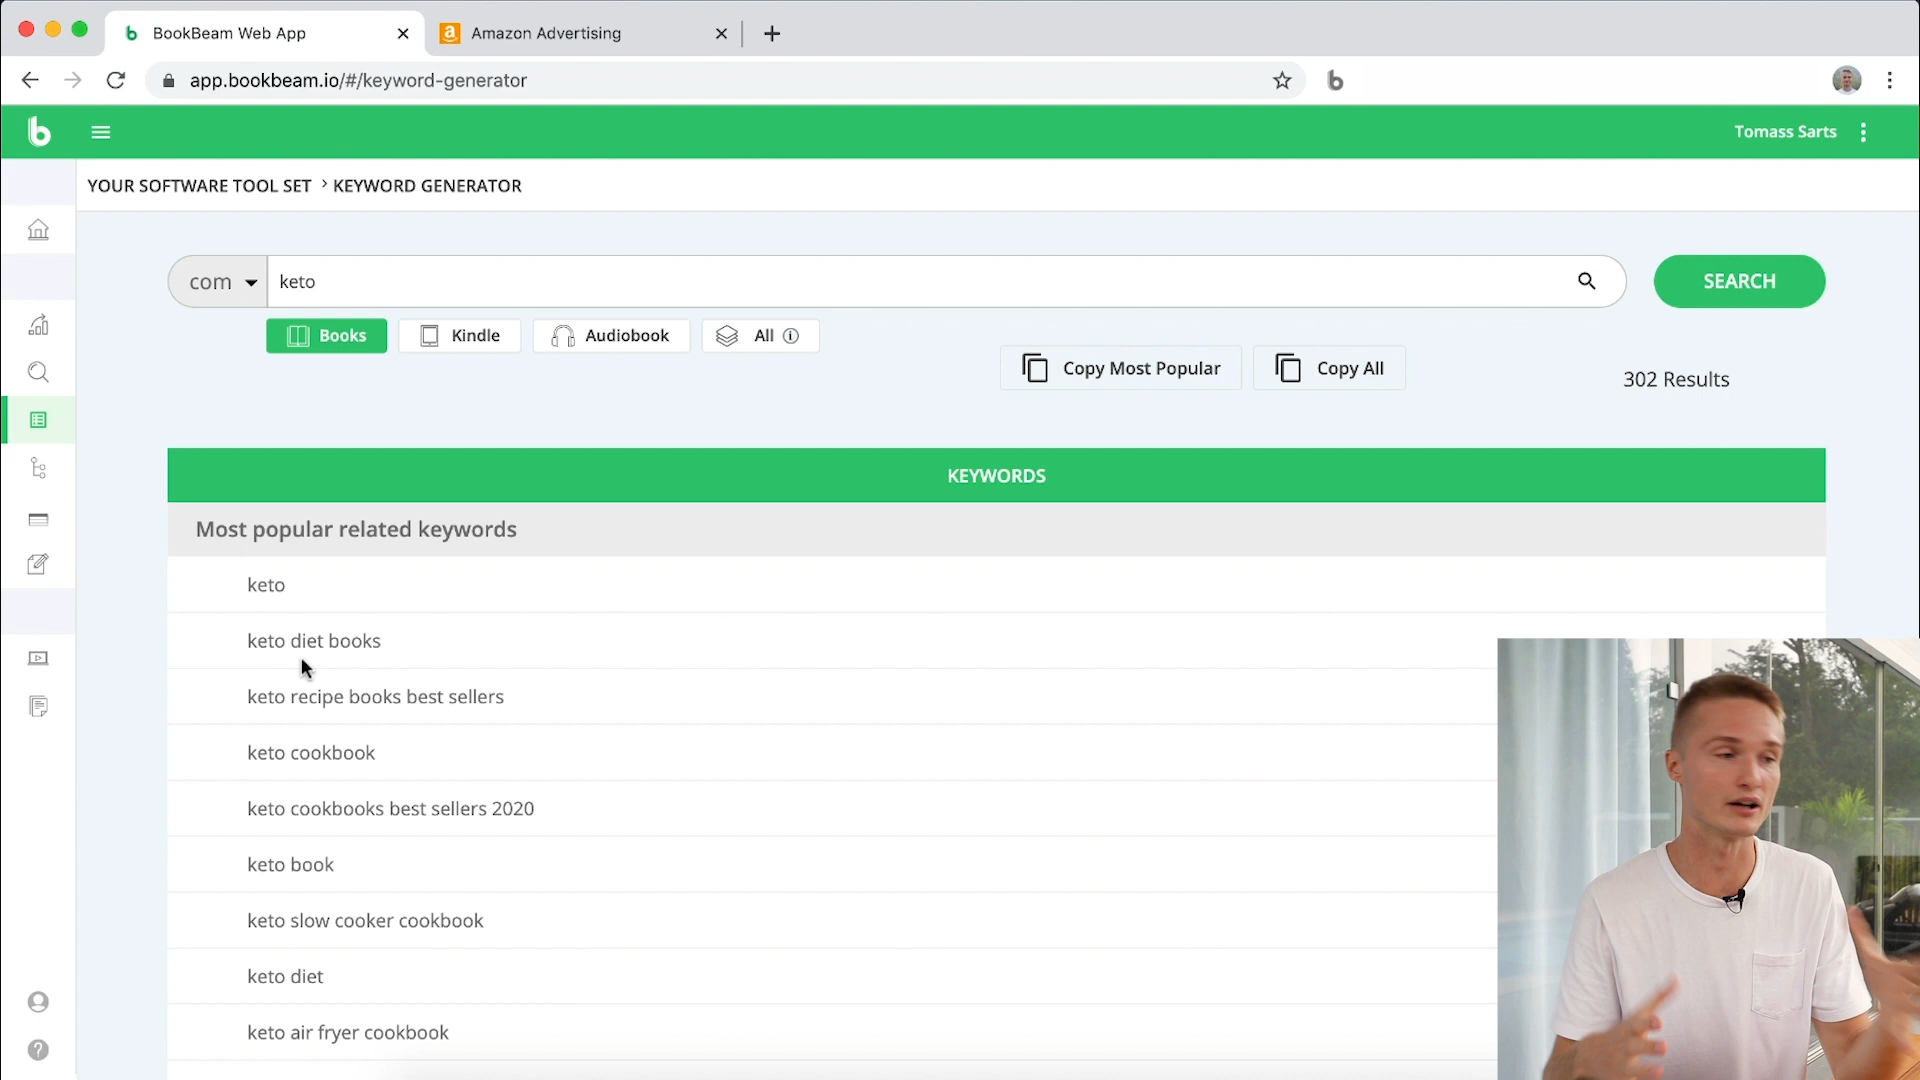 BookBeam Web App
Amazon Advertising
app.bookbeam.io/#/keyword-generator
Tomass Sarts
YOUR SOFTWARE TOOL SET > KEYWORD GENERATOR
com keto SEARCH
Books Kindle Audiobook All
Copy Most Popular Copy All
302 Results
KEYWORDS
Most popular related keywords
keto
keto diet books
keto recipe books best sellers
keto cookbook
keto cookbooks best sellers 2020
keto book
keto slow cooker cookbook
keto diet
keto air fryer cookbook